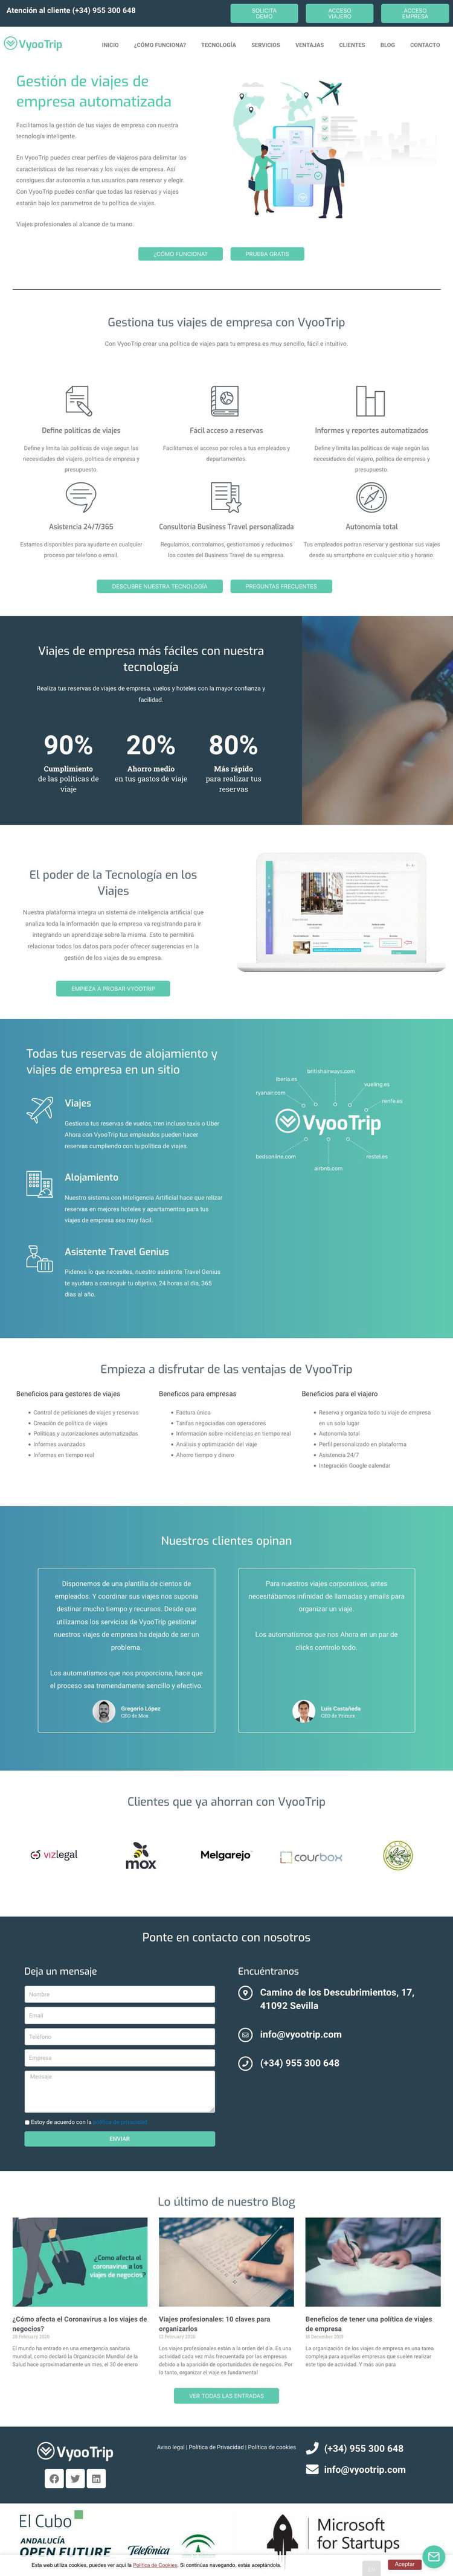 Atención al cliente (+34) 955 300 648
SOLICITA DEMO
ACCESO VIAJERO
ACCESO EMPRESA
VyooTrip
INICIO ¿CÓMO FUNCIONA? TECNOLOGÍA SERVICIOS VENTAJAS CLIENTES BLOG CONTACTO
Gestión de viajes de
empresa automatizada
Facilitamos la gestión de tus viajes de empresa con nuestra
tecnología inteligente.
En VyooTrip puedes crear perfiles de viajeros para delimitar las
características de las reservas y los viajes de empresa. Así
consigues dar autonomía a tus usuarios para reservar y elegir.
Con VyooTrip puedes confiar que todas las reservas y viajes
estarán bajo los parametros de tu política de viajes.
Viajes profesionales al alcance de tu mano.
¿CÓMO FUNCIONA?
PRUEBA GRATIS
Gestiona tus viajes de empresa con VyooTrip
Con VyooTrip crear una política de viajes para tu empresa es muy sencillo, fácil e intuitivo.
Define políticas de viajes
Define y limita las políticas de viaje segun las
necesidades del viajero, política de empresa y
presupuesto.
Fácil acceso a reservas
Facilitamos el acceso por roles a tus empleados y
departamentos.
Informes y reportes automatizados
Define y limita las políticas de viaje según las
necesidades del viajero, política de empresa y
presupuesto.
Asistencia 24/7/365
Estamos disponibles para ayudarte en cualquier
proceso por telefono o email.
Consultoría Business Travel personalizada
Regulamos, controlamos, gestionamos y reducimos
los costes del Business Travel de su empresa.
Autonomía total
Tus empleados podran reservar y gestionar sus viajes
desde su smartphone en cualquier sitio y horario.
DESCUBRE NUESTRA TECNOLOGÍA
PREGUNTAS FRECUENTES
Viajes de empresa más fáciles con nuestra
tecnología
Realiza tus reservas de viajes de empresa, vuelos y hoteles con la mayor confianza y
facilidad.
90%
Cumplimiento
de las políticas de
viaje
20%
Ahorro medio
en tus gastos de viaje
80%
Más rápido
para realizar tus
reservas
El poder de la Tecnología en los
Viajes
Nuestra plataforma integra un sistema de inteligencia artificial que
analiza toda la información que la empresa va registrando para ir
integrando un aprendizaje sobre la misma. Esto te permitirá
relacionar todos los datos para poder ofrecer sugerencias en la
gestión de los viajes de su empresa.
EMPIEZA A PROBAR VYOOTRIP
Todas tus reservas de alojamiento y
viajes de empresa en un sitio
Viajes
Gestiona tus reservas de vuelos, tren incluso taxis o Uber
Ahora con VyooTrip tus empleados pueden hacer
reservas cumpliendo con tu política de viajes.
Alojamiento
Nuestro sistema con Inteligencia Artificial hace que relizar
reservas en mejores hoteles y apartamentos para tus
viajes de empresa sea muy fácil.
Asistente Travel Genius
Pidenos lo que necesites, nuestro asistente Travel Genius
te ayudara a conseguir tu objetivo, 24 horas al día, 365
días al año.
britishairways.com
iberia.es
vueling.es
ryanair.com
renfe.es
VyooTrip
bedsonline.com
restel.es
airbnb.com
Empieza a disfrutar de las ventajas de VyooTrip
Beneficios para gestores de viajes
Control de peticiones de viajes y reservas
Creación de política de viajes
Políticas y autorizaciones automatizadas
Informes avanzados
Informes en tiempo real
Beneficos para empresas
Factura única
Tarifas negociadas con operadores
Información sobre incidencias en tiempo real
Análisis y optimización del viaje
Ahorro tiempo y dinero
Beneficios para el viajero
Reserva y organiza todo tu viaje de empresa
en un solo lugar
Autonomía total
Perfil personalizado en plataforma
Asistencia 24/7
Integración Google calendar
Nuestros clientes opinan
Disponemos de una plantilla de cientos de
empleados. Y coordinar sus viajes nos suponía
destinar mucho tiempo y recursos. Desde que
utilizamos los servicios de VyooTrip gestionar
nuestros viajes de empresa ha dejado de ser un
problema.
Los automatismos que nos proporciona, hace que
el proceso sea tremendamente sencillo y efectivo.
Gregorio López
CEO de Mox
Para nuestros viajes corporativos, antes
necesitábamos infinidad de llamadas y emails para
organizar un viaje.
Los automatismos que nos Ahora en un par de
clicks controlo todo.
Luis Castañeda
Clientes que ya ahorran con VyooTrip
vizlegal
mox
Melgarejo
courbox
Ponte en contacto con nosotros
Deja un mensaje
Nombre
Email
Teléfono
Empresa
Mensaje
Estoy de acuerdo con la política de privacidad
ENVIAR
Encuéntranos
Camino de los Descubrimientos, 17,
41092 Sevilla
info@vyootrip.com
(+34) 955 300 648
Lo último de nuestro Blog
¿Como afecta el
coronavirus a los
viajes de negocios?
¿Cómo afecta el Coronavirus a los viajes de
negocios?
El mundo ha entrado en una emergencia sanitaria
mundial, como declaró la Organización Mundial de la
Salud hace aproximadamente un mes, el 30 de enero
Viajes profesionales: 10 claves para
organizarlos
12 February 2020
Los viajes profesionales están a la orden del día. Es una
actividad cada vez más frecuentada por las empresas
debido a la aparición de oportunidades de negocios. Por
lo tanto, organizar el viaje es fundamental
Beneficios de tener una política de viajes
de empresa
La organización de los viajes de empresa es una tarea
compleja para aquellas empresas que suelen realizar
este tipo de actividad. Y más aún para
VER TODAS LAS ENTRADAS
VyooTrip
Aviso legal | Política de Privacidad | Política de cookies
(+34) 955 300 648
info@vyootrip.com
El Cubo
ANDALUCÍA
OPEN FUTURE
Telefónica
Microsoft
for Startups
Esta web utiliza cookies, puedes ver aquí la Política de Cookies. Si continúas navegando, estás aceptándola.
Aceptar